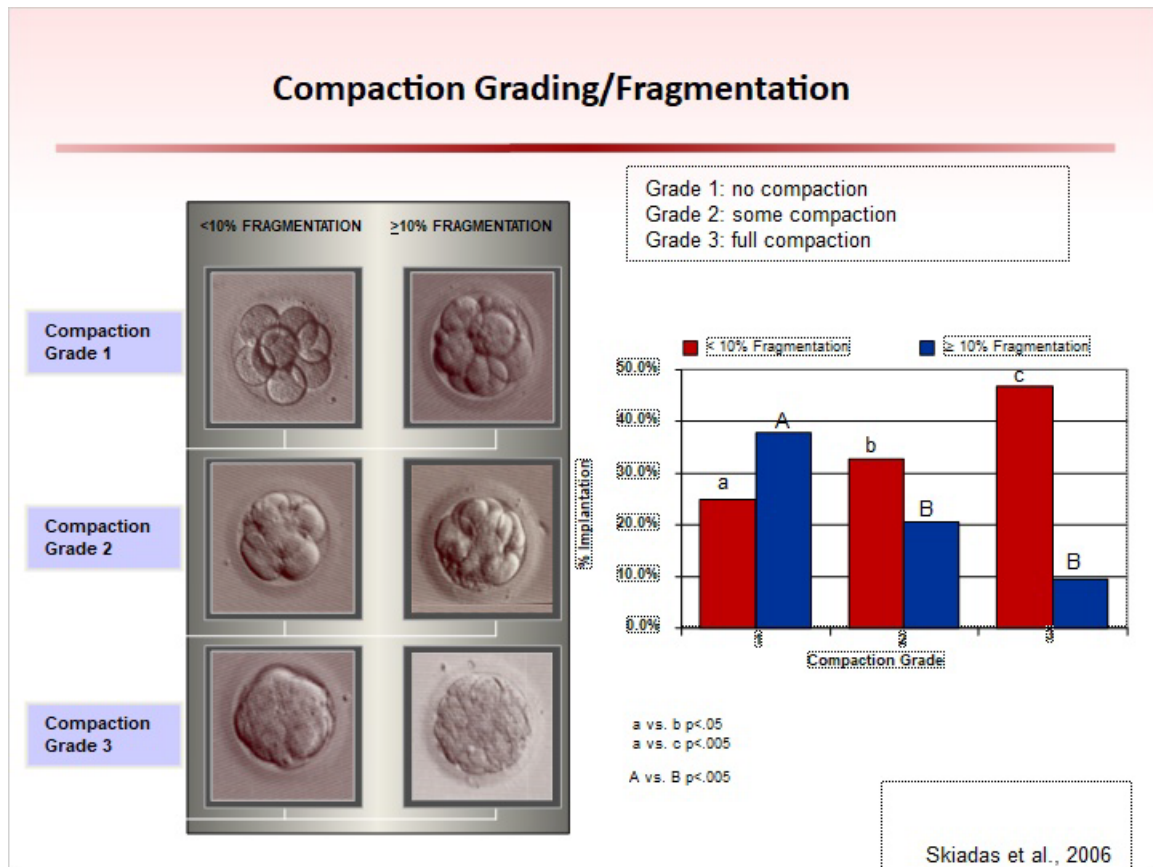 Compaction Grading/Fragmentation
<10% FRAGMENTATION
≥10% FRAGMENTATION
Compaction
Grade 1
Compaction
Grade 2
Compaction
Grade 3
Grade 1: no compaction
Grade 2: some compaction
Grade 3: full compaction
< 10% Fragmentation
≥ 10% Fragmentation
% Implantation
50.0%
40.0%
30.0%
20.0%
10.0%
0.0%
a
A
b
B
c
B
1
2
3
Compaction Grade
a vs. b p<.05
a vs. c p<.005
A vs. B p<.005
Skiadas et al., 2006